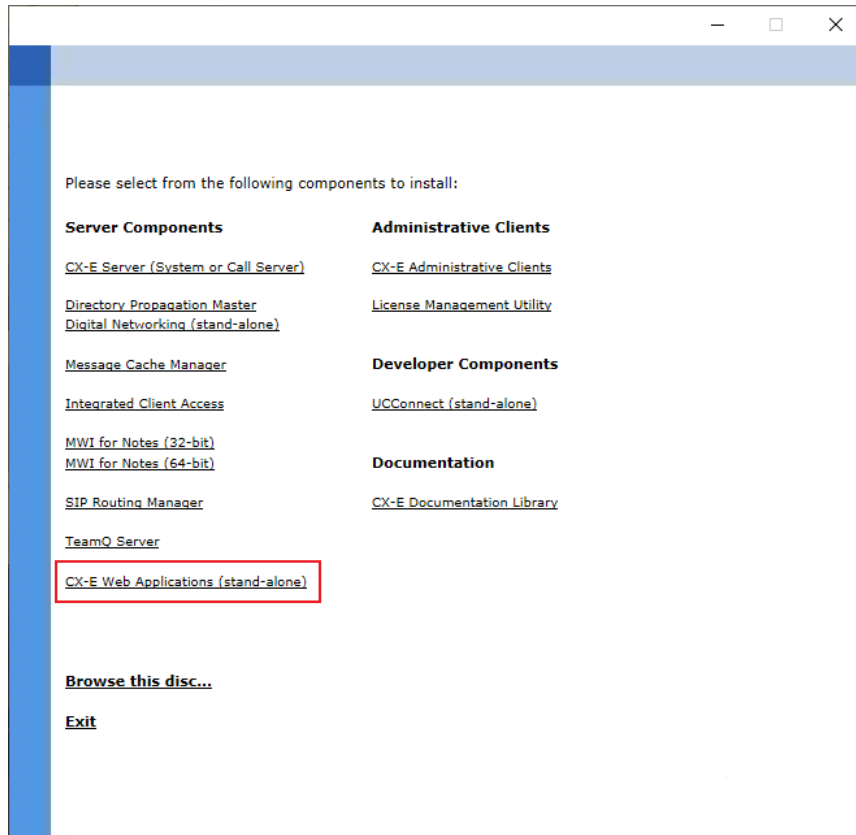 Please select from the following components to install:
Server Components
CX-E Server (System or Call Server)
Directory Propagation Master
Digital Networking (stand-alone)
Message Cache Manager
Integrated Client Access
MWI for Notes (32-bit)
MWI for Notes (64-bit)
SIP Routing Manager
TeamQ Server
CX-E Web Applications (stand-alone)
Administrative Clients
CX-E Administrative Clients
License Management Utility
Developer Components
UCConnect (stand-alone)
Documentation
CX-E Documentation Library
Browse this disc...
Exit